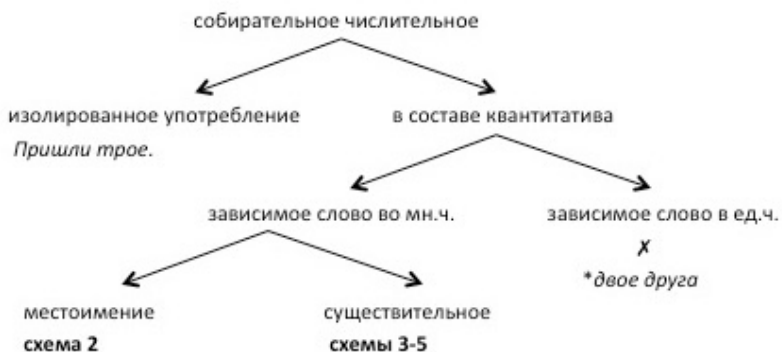 собирательное числительное
изолированное употребление
в составе квантитатива
Пришли трое.
зависимое слово во мн.ч.
зависимое слово в ед.ч.
✗
*двое друга
местоимение
существительное
схема 2
схемы 3-5